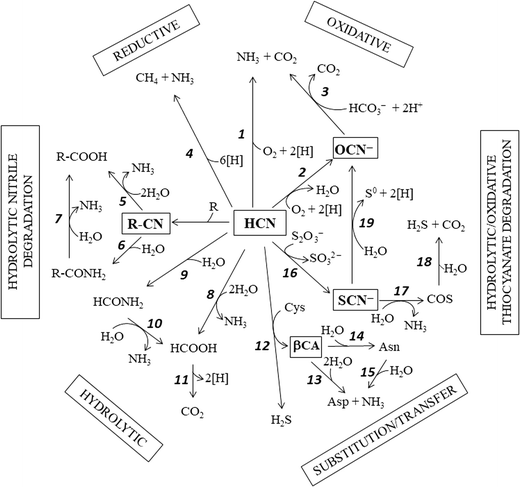 REDUCTIVE
OXIDATIVE
CH₄ + NH₃
NH₃ + CO₂
CO₂
3
HCO₃⁻ + 2H⁺
4
6[H]
1
O₂ + 2[H]
OCN⁻
2
H₂O
O₂ + 2[H]
HYDROLYTIC NITRILE
DEGRADATION
R-COOH
NH₃
5
2H₂O
7
NH₃
H₂O
R-CN
R
HCN
6
H₂O
R-CONH₂
S⁰ + 2[H]
19
H₂O
H₂S + CO₂
18
H₂O
HYDROLYTIC/OXIDATIVE
THIOCYANATE DEGRADATION
S₂O₃⁻
SO₃²⁻
16
SCN⁻
17
H₂O
NH₃
COS
9
H₂O
HCONH₂
8
2H₂O
NH₃
10
H₂O
NH₃
HCOOH
11
2[H]
CO₂
HYDROLYTIC
Cys
12
βCA
H₂S
14
H₂O
Asn
2H₂O
13
15
H₂O
Asp + NH₃
SUBSTITUTION/TRANSFER